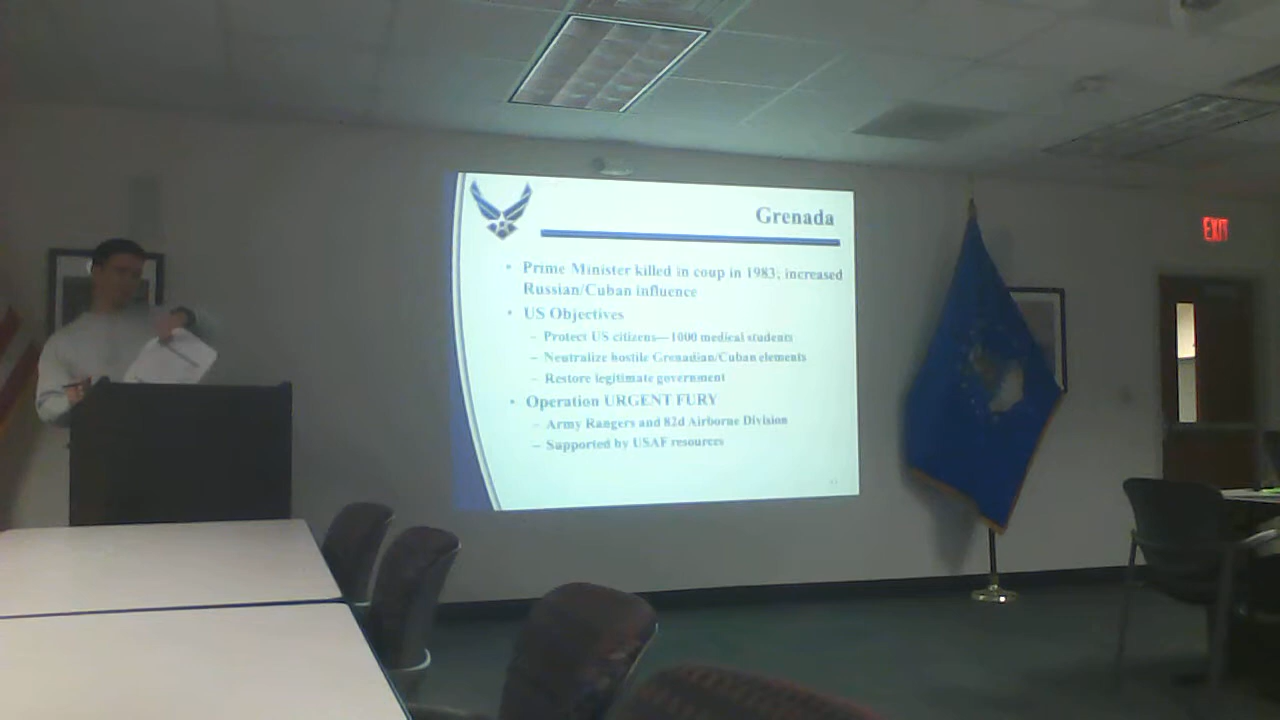 Grenada
• Prime Minister killed in coup in 1983; increased
Russian/Cuban influence
• US Objectives
– Protect US citizens—1000 medical students
– Neutralize hostile Grenadian/Cuban elements
– Restore legitimate government
• Operation URGENT FURY
– Army Rangers and 82d Airborne Division
– Supported by USAF resources
EXIT